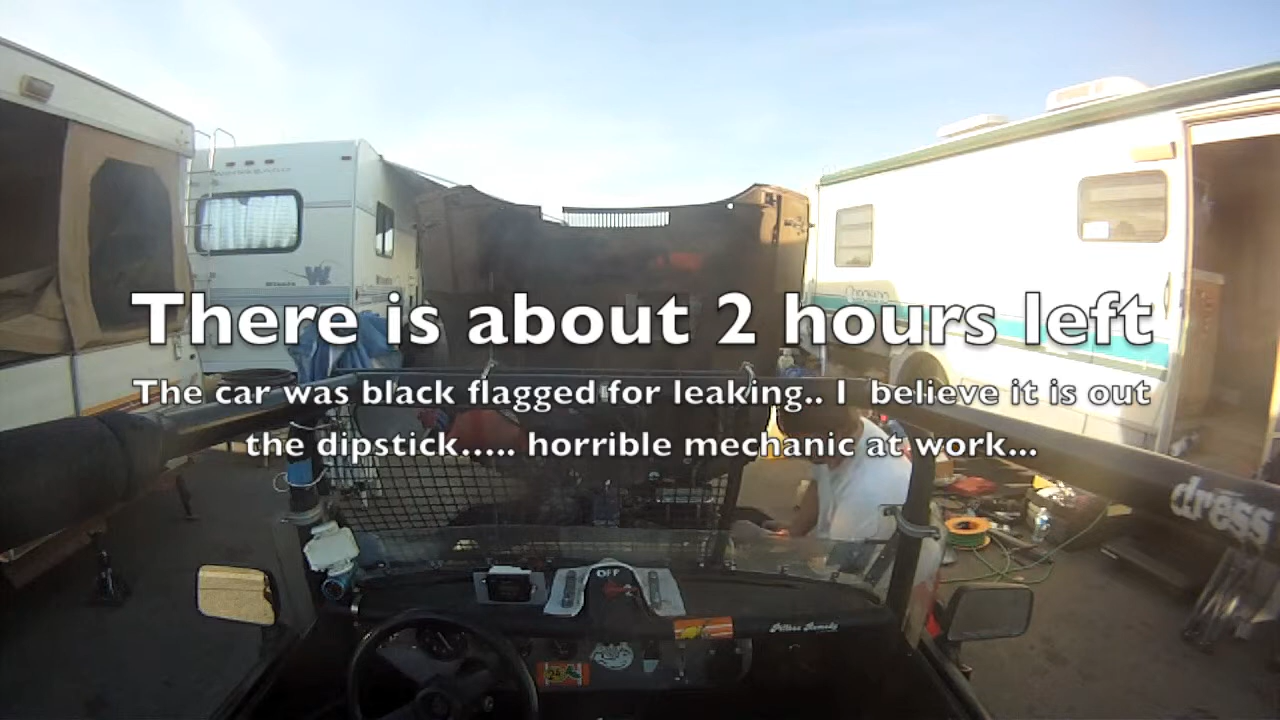 WINNEBAGO
W
There is about 2 hours left
The car was black flagged for leaking.. I  believe it is out
the dipstick..... horrible mechanic at work...
dress
OFF